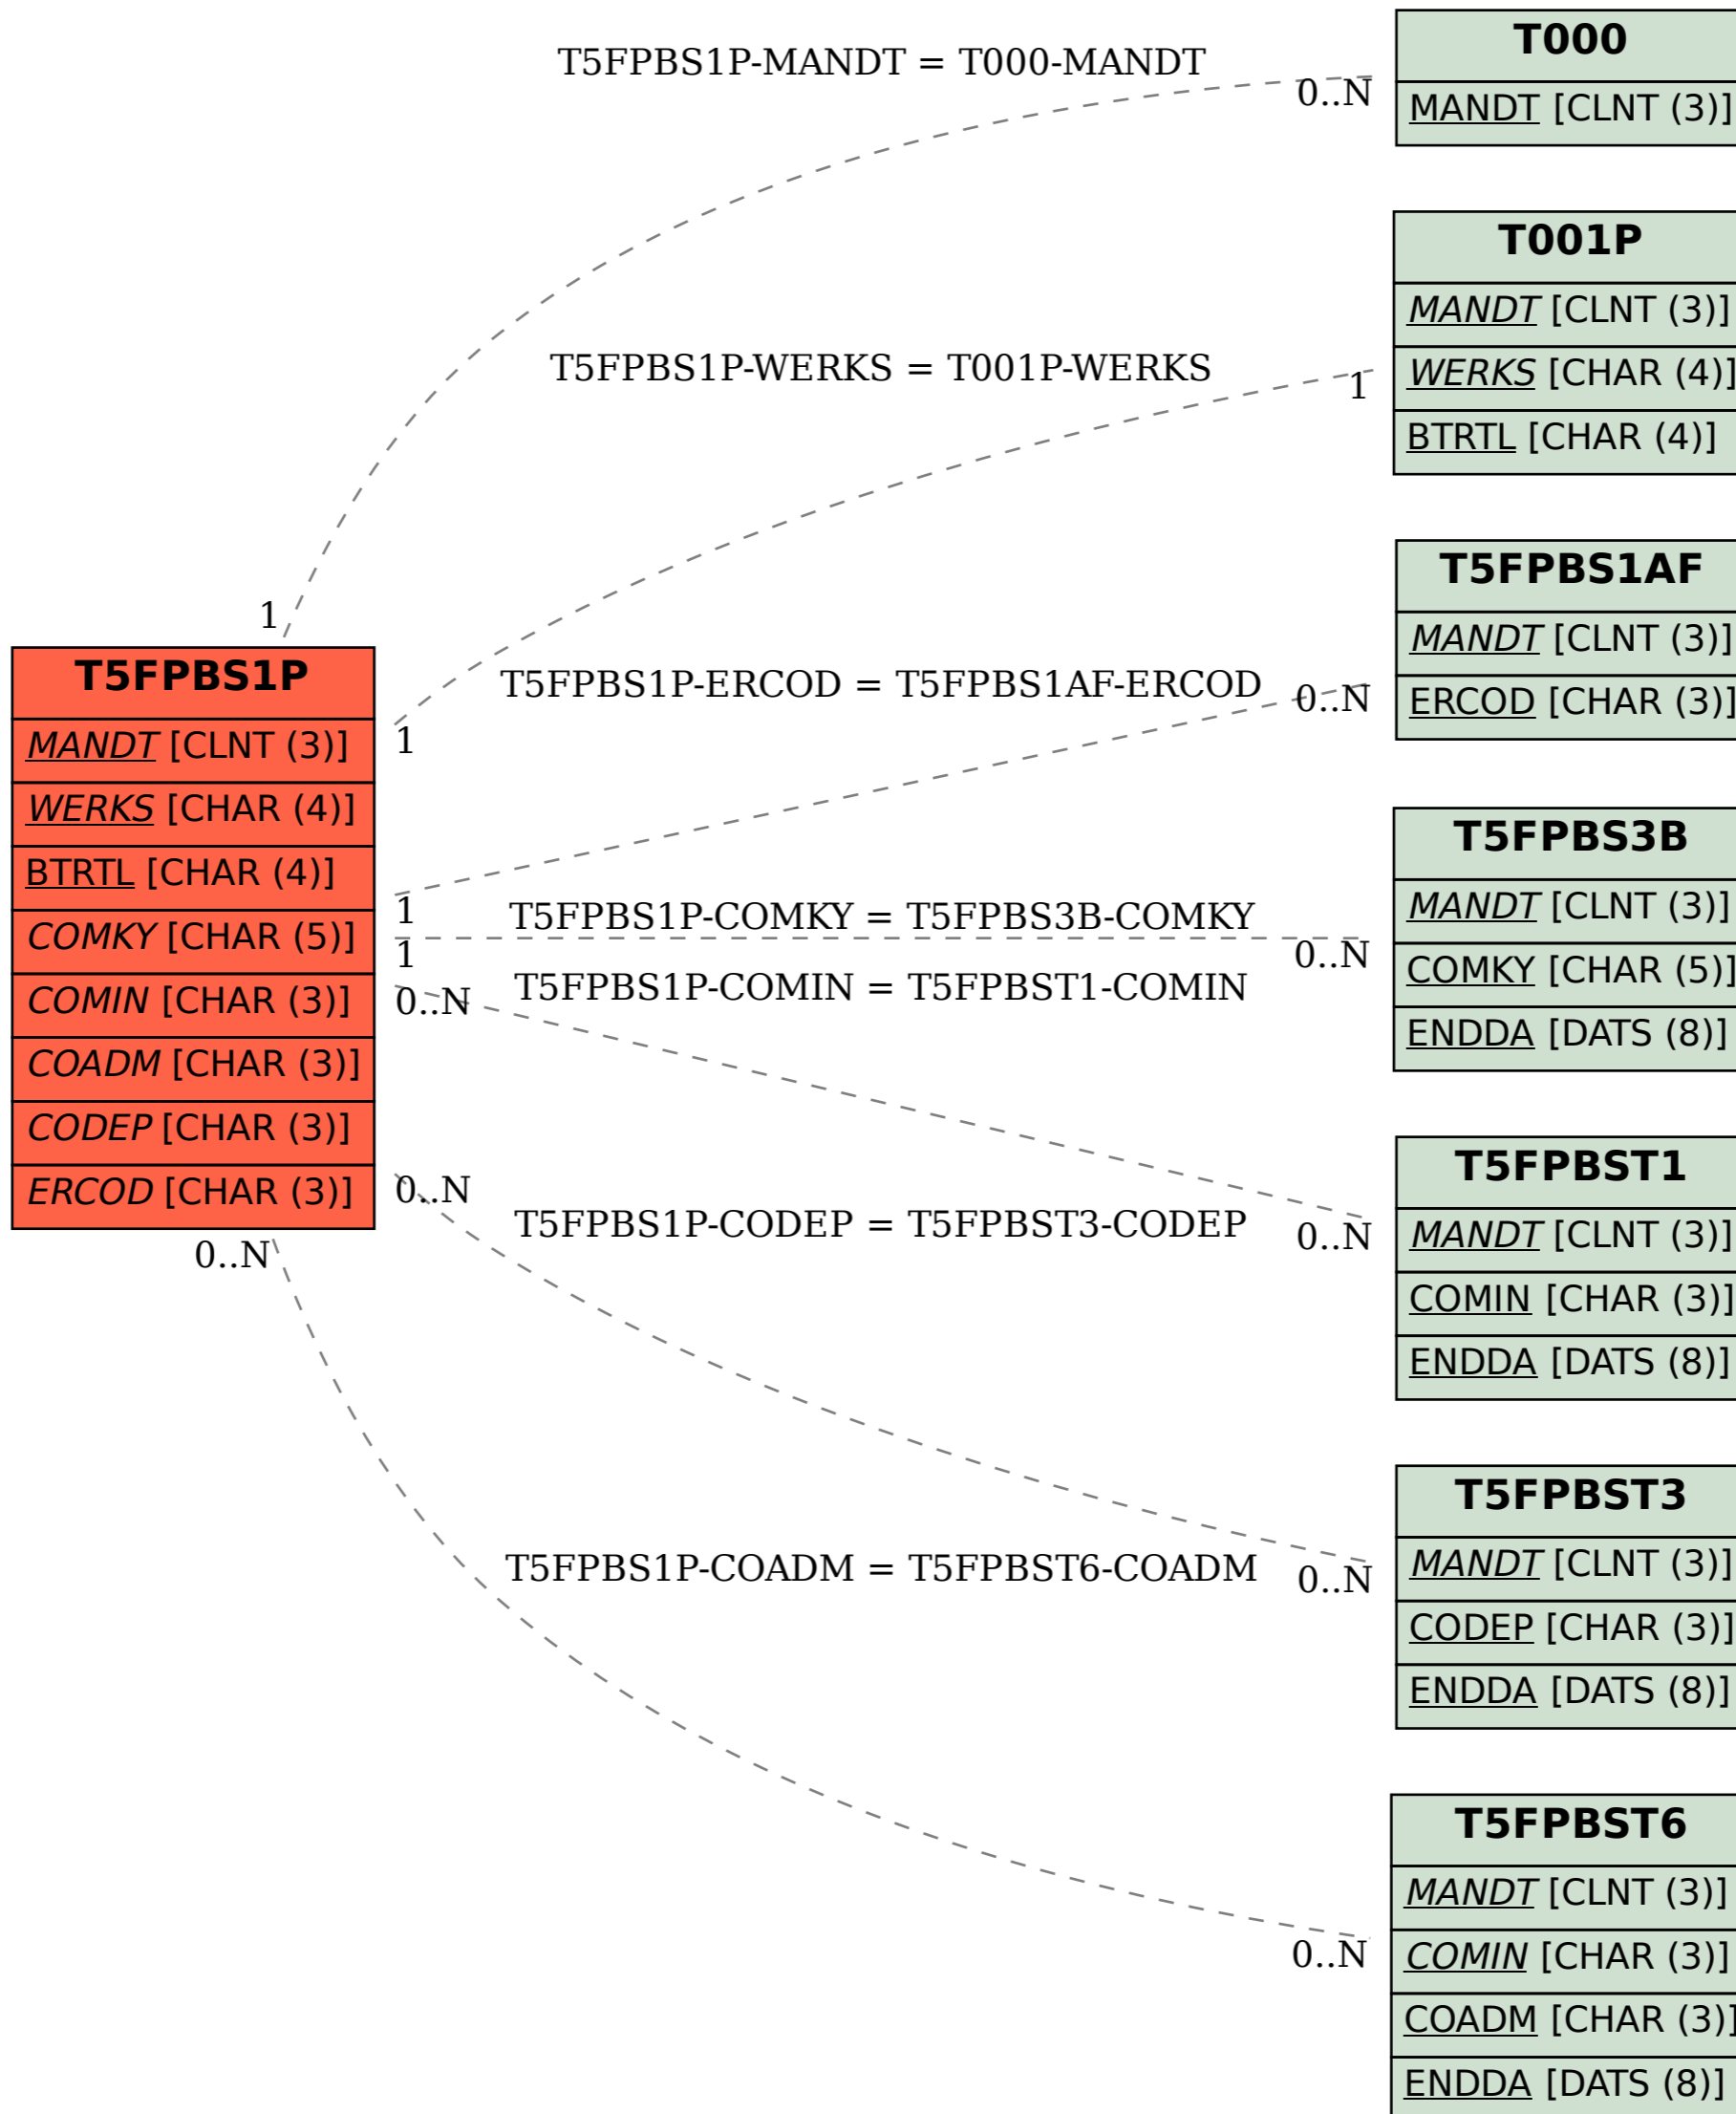 T5FPBS1P-MANDT = T000-MANDT
0..N
1
T000
MANDT [CLNT (3)]
T5FPBS1P-WERKS = T001P-WERKS
1
1
T001P
MANDT [CLNT (3)]
WERKS [CHAR (4)]
BTRTL [CHAR (4)]
T5FPBS1P
MANDT [CLNT (3)]
WERKS [CHAR (4)]
BTRTL [CHAR (4)]
COMKY [CHAR (5)]
COMIN [CHAR (3)]
COADM [CHAR (3)]
CODEP [CHAR (3)]
ERCOD [CHAR (3)]
T5FPBS1P-ERCOD = T5FPBS1AF-ERCOD
0..N
1
T5FPBS1AF
MANDT [CLNT (3)]
ERCOD [CHAR (3)]
T5FPBS1P-COMKY = T5FPBS3B-COMKY
1
0..N
T5FPBS3B
MANDT [CLNT (3)]
COMKY [CHAR (5)]
ENDDA [DATS (8)]
T5FPBS1P-COMIN = T5FPBST1-COMIN
0..N
0..N
T5FPBST1
MANDT [CLNT (3)]
COMIN [CHAR (3)]
ENDDA [DATS (8)]
0..N
T5FPBS1P-CODEP = T5FPBST3-CODEP
0..N
T5FPBST3
MANDT [CLNT (3)]
CODEP [CHAR (3)]
ENDDA [DATS (8)]
0..N
T5FPBS1P-COADM = T5FPBST6-COADM
0..N
T5FPBST6
MANDT [CLNT (3)]
COMIN [CHAR (3)]
COADM [CHAR (3)]
ENDDA [DATS (8)]